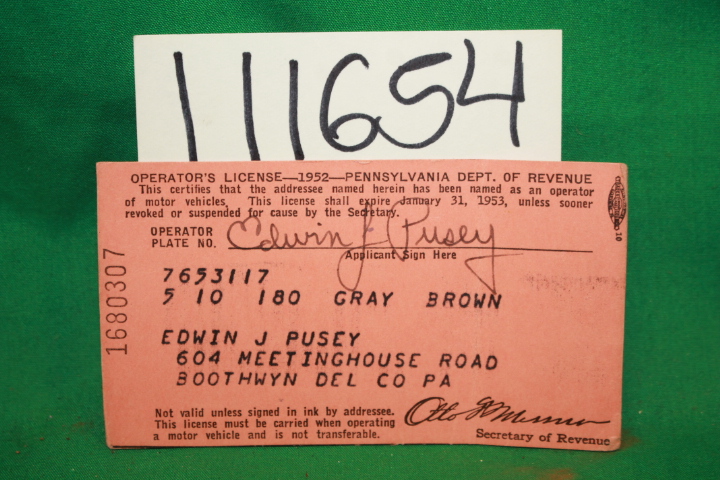 111654
OPERATOR'S LICENSE—1952—PENNSYLVANIA DEPT. OF REVENUE
This certifies that the addressee named herein has been named as an operator
of motor vehicles. This license shall expire January 31, 1953, unless sooner
revoked or suspended for cause by the Secretary.
OPERATOR
PLATE NO. Edwin J Pusey
Applicant Sign Here
7653117
5 10 180 GRAY BROWN
EDWIN J PUSEY
604 MEETINGHOUSE ROAD
BOOTHWYN DEL CO PA
1680307
10
Not valid unless signed in ink by addressee.
This license must be carried when operating
a motor vehicle and is not transferable.
Secretary of Revenue